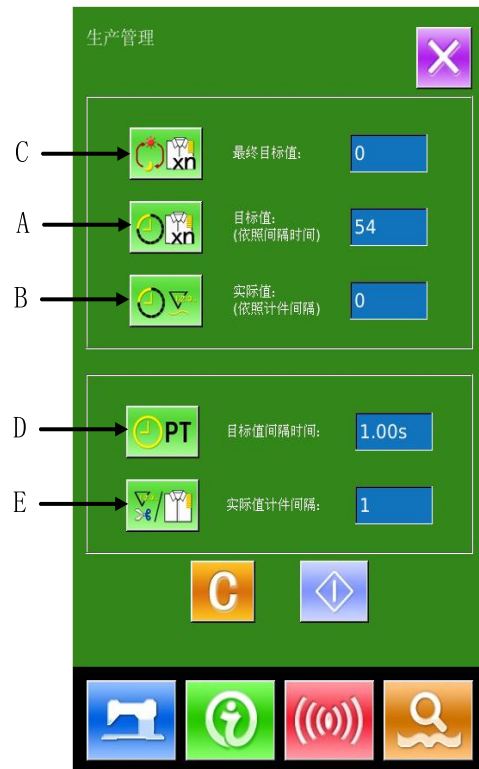 生产管理
C
xn
最终目标值:
0
A
xn
目标值:
(依照间隔时间)
54
B
实际值:
(依照计件间隔)
0
D
PT
目标值间隔时间:
1.00s
E
实际值计件间隔:
1
C